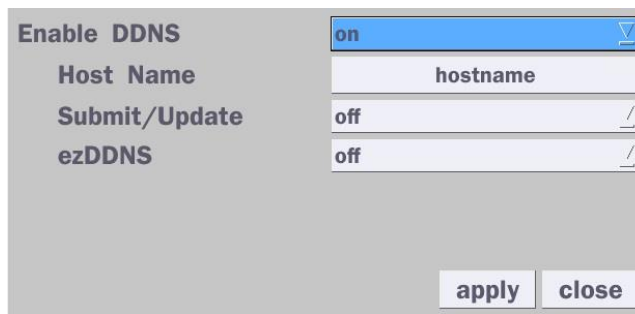 Enable DDNS on
Host Name hostname
Submit/Update off
ezDDNS off
apply close